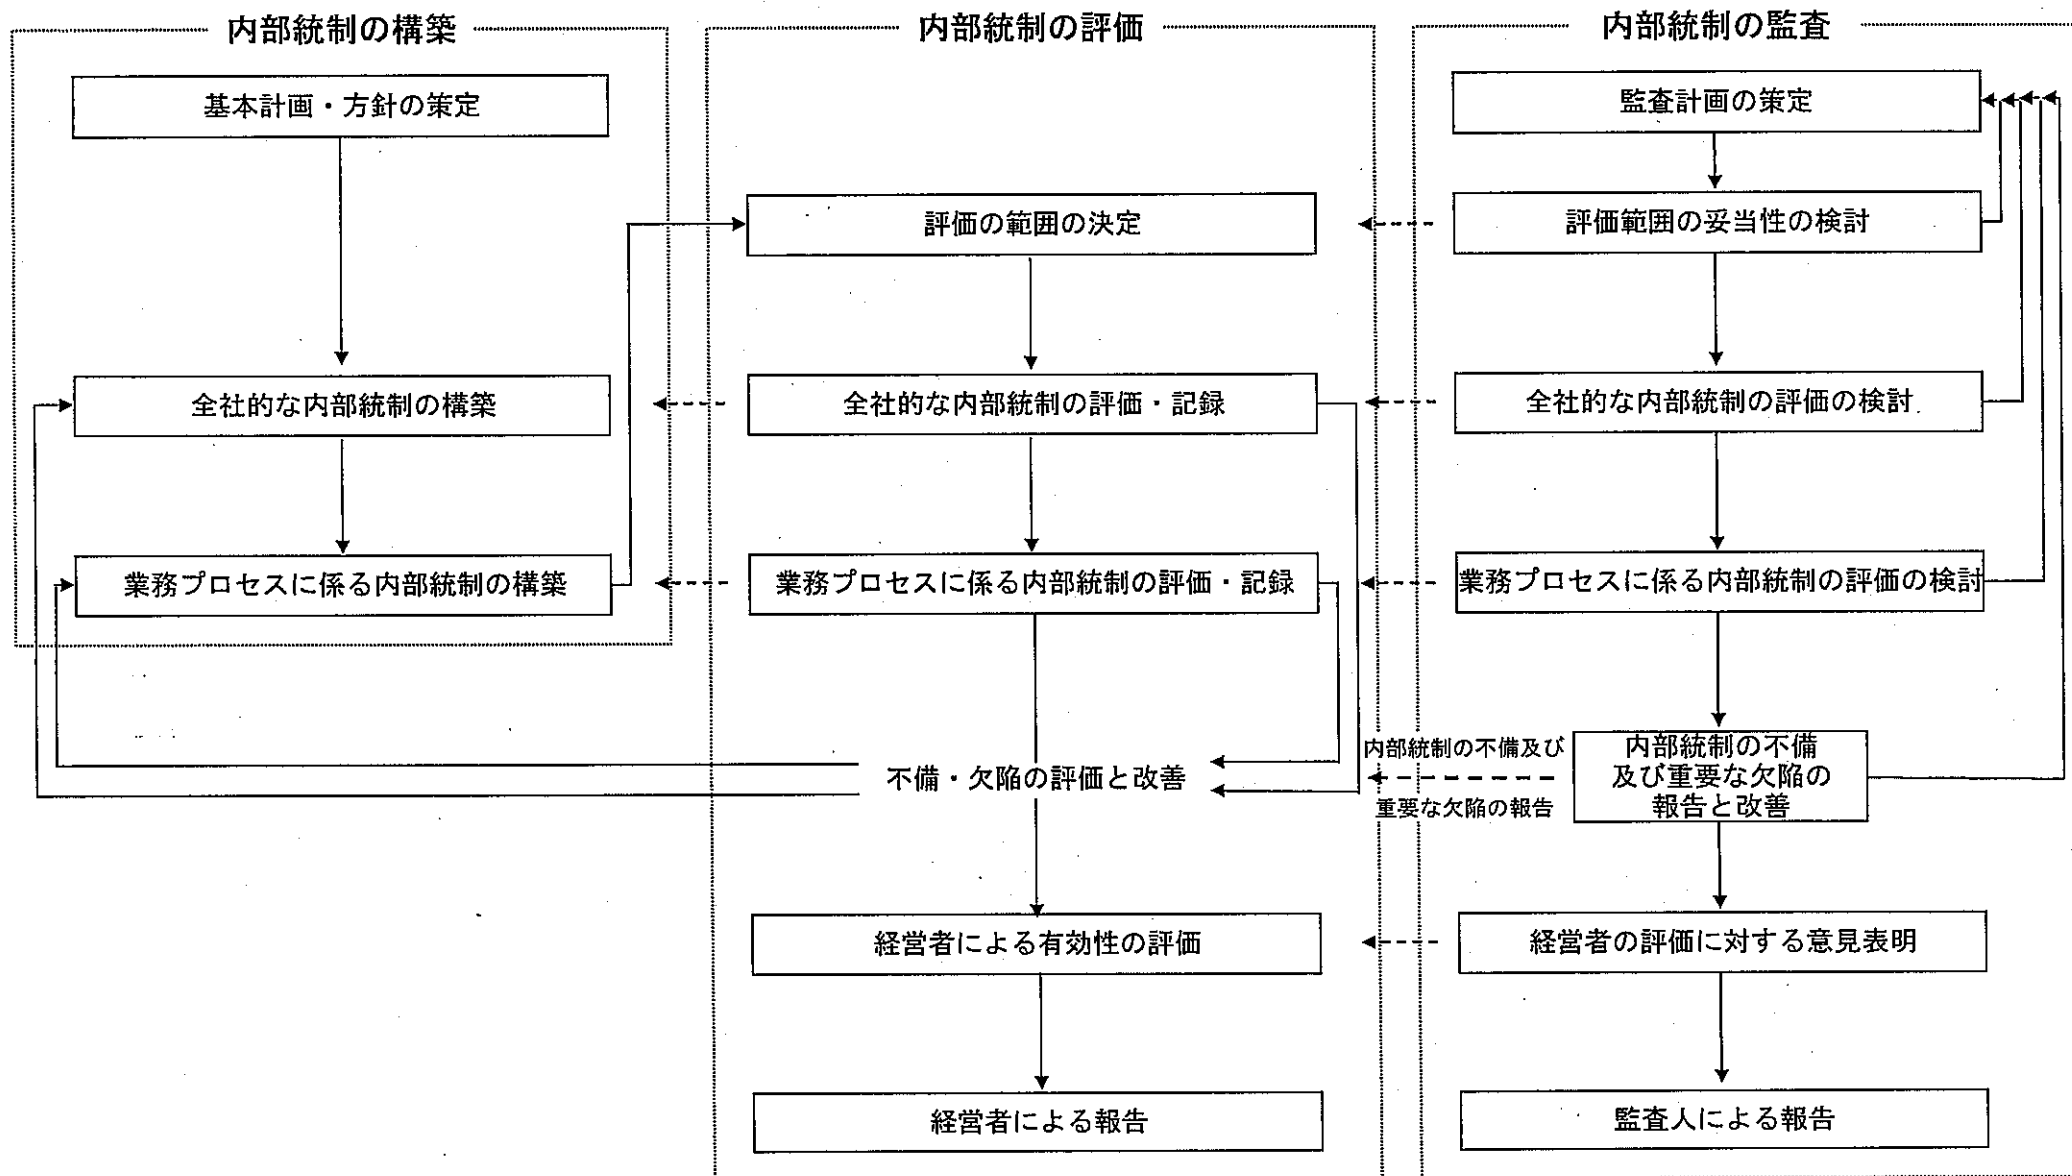 内部統制の構築
基本計画・方針の策定
全社的な内部統制の構築
業務プロセスに係る内部統制の構築
内部統制の評価
評価の範囲の決定
全社的な内部統制の評価・記録
業務プロセスに係る内部統制の評価・記録
不備・欠陥の評価と改善
経営者による有効性の評価
経営者による報告
内部統制の不備及び
重要な欠陥の報告
内部統制の監査
監査計画の策定
評価範囲の妥当性の検討
全社的な内部統制の評価の検討
業務プロセスに係る内部統制の評価の検討
内部統制の不備
及び重要な欠陥の
報告と改善
経営者の評価に対する意見表明
監査人による報告